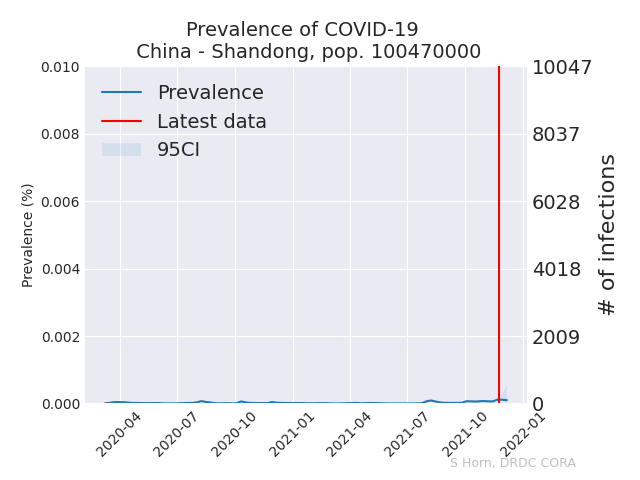 Prevalence of COVID-19
China - Shandong, pop. 100470000
Prevalence
Latest data
95CI
Prevalence (%)
0.010
0.008
0.006
0.004
0.002
0.000
10047
8037
6028
4018
2009
0
# of infections
2020-04
2020-07
2020-10
2021-01
2021-04
2021-07
2021-10
2022-01
S Horn, DRDC CORA